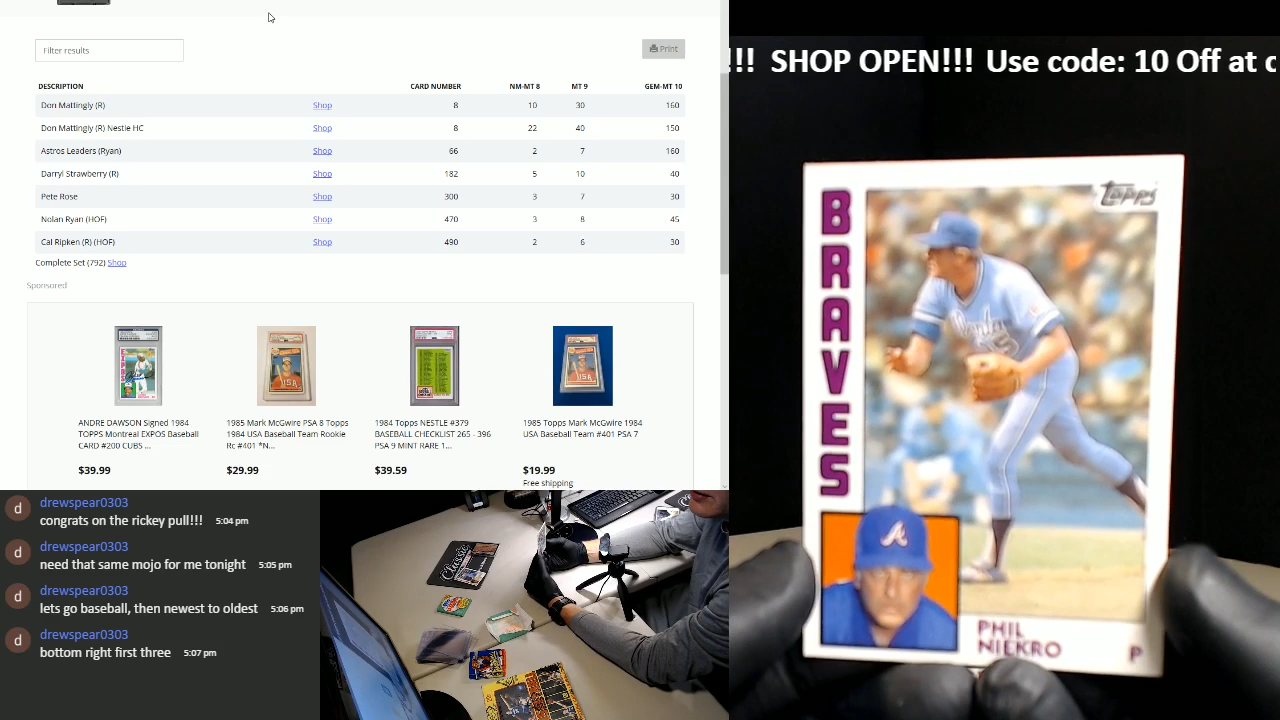 Filter results
Print
DESCRIPTION CARD NUMBER NM-MT 8 MT 9 GEM-MT 10
Don Mattingly (R) Shop 8 10 30 160
Don Mattingly (R) Nestle HC Shop 8 22 40 150
Astros Leaders (Ryan) Shop 66 2 7 160
Darryl Strawberry (R) Shop 182 5 10 40
Pete Rose Shop 300 3 7 30
Nolan Ryan (HOF) Shop 470 3 8 45
Cal Ripken (R) (HOF) Shop 490 2 6 30
Complete Set (792) Shop
Sponsored
ANDRE DAWSON Signed 1984
TOPPS Montreal EXPOS Baseball
CARD #200 CUBS ...
$39.99
1985 Mark McGwire PSA 8 Topps
1984 USA Baseball Team Rookie
Rc #401 *N...
$29.99
1984 Topps NESTLE #379
BASEBALL CHECKLIST 265 - 396
PSA 9 MINT RARE 1...
$39.59
1985 Topps Mark McGwire 1984
USA Baseball Team #401 PSA 7
$19.99
Free shipping
d drewspear0303
congrats on the rickey pull!!! 5:04 pm
d drewspear0303
need that same mojo for me tonight 5:05 pm
d drewspear0303
lets go baseball, then newest to oldest 5:06 pm
d drewspear0303
bottom right first three 5:07 pm
!!! SHOP OPEN!!! Use code: 10 Off at c
Topps
BRAVES
A
PHIL
NIEKRO
P